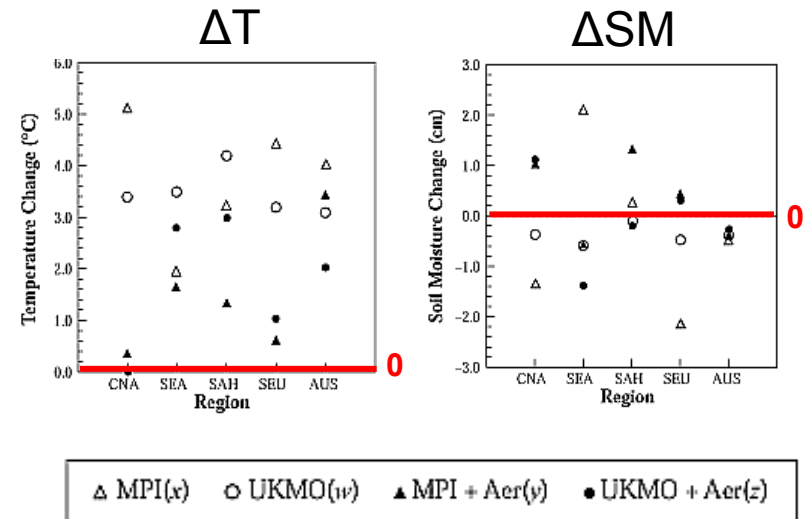 ΔT
ΔSM
6.0
5.0
4.0
3.0
2.0
1.0
0.0
Temperature Change (°C)
CNA SEA SAH SEU AUS
Region
0
3.0
2.0
1.0
0.0
-1.0
-2.0
-3.0
Soil Moisture Change (cm)
CNA SEA SAH SEU AUS
Region
0
△ MPI(x) ○ UKMO(w) ▲ MPI + Aer(y) ● UKMO + Aer(z)